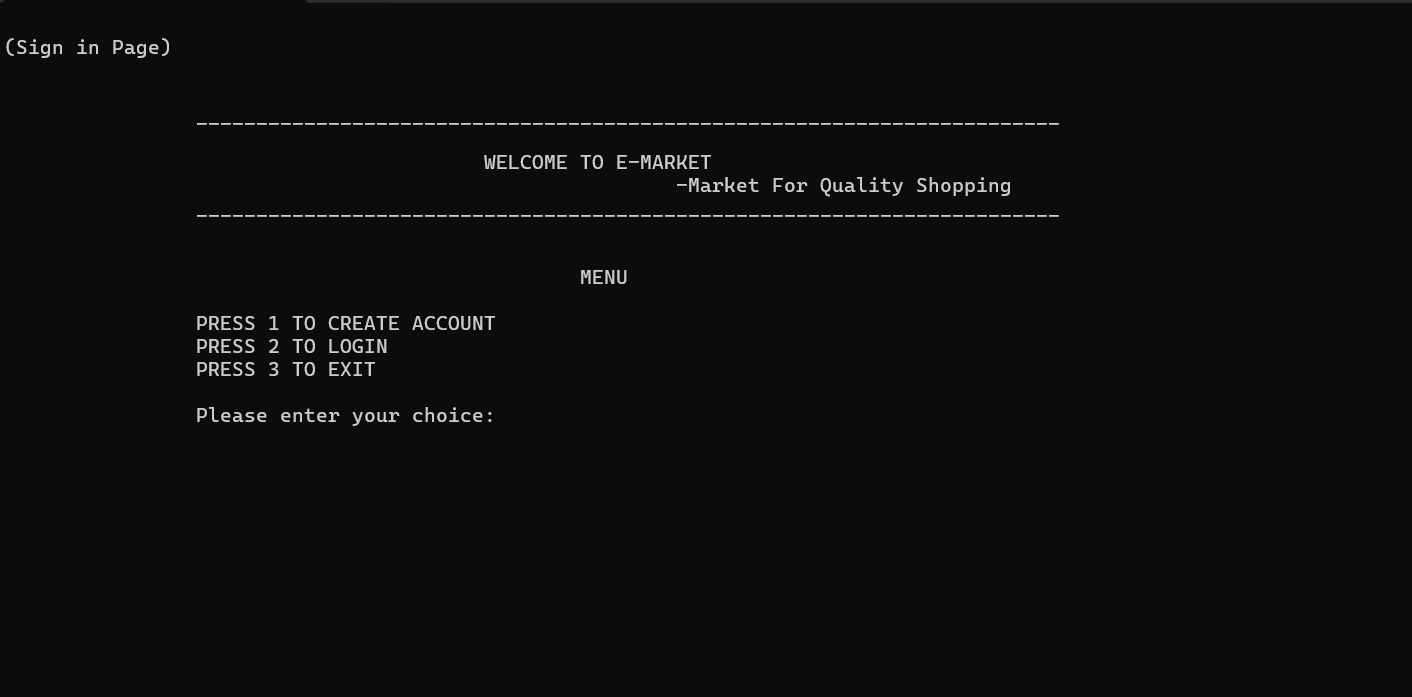 (Sign in Page)
------------------------------------------------------------------------
WELCOME TO E-MARKET
-Market For Quality Shopping
------------------------------------------------------------------------
MENU
PRESS 1 TO CREATE ACCOUNT
PRESS 2 TO LOGIN
PRESS 3 TO EXIT
Please enter your choice: